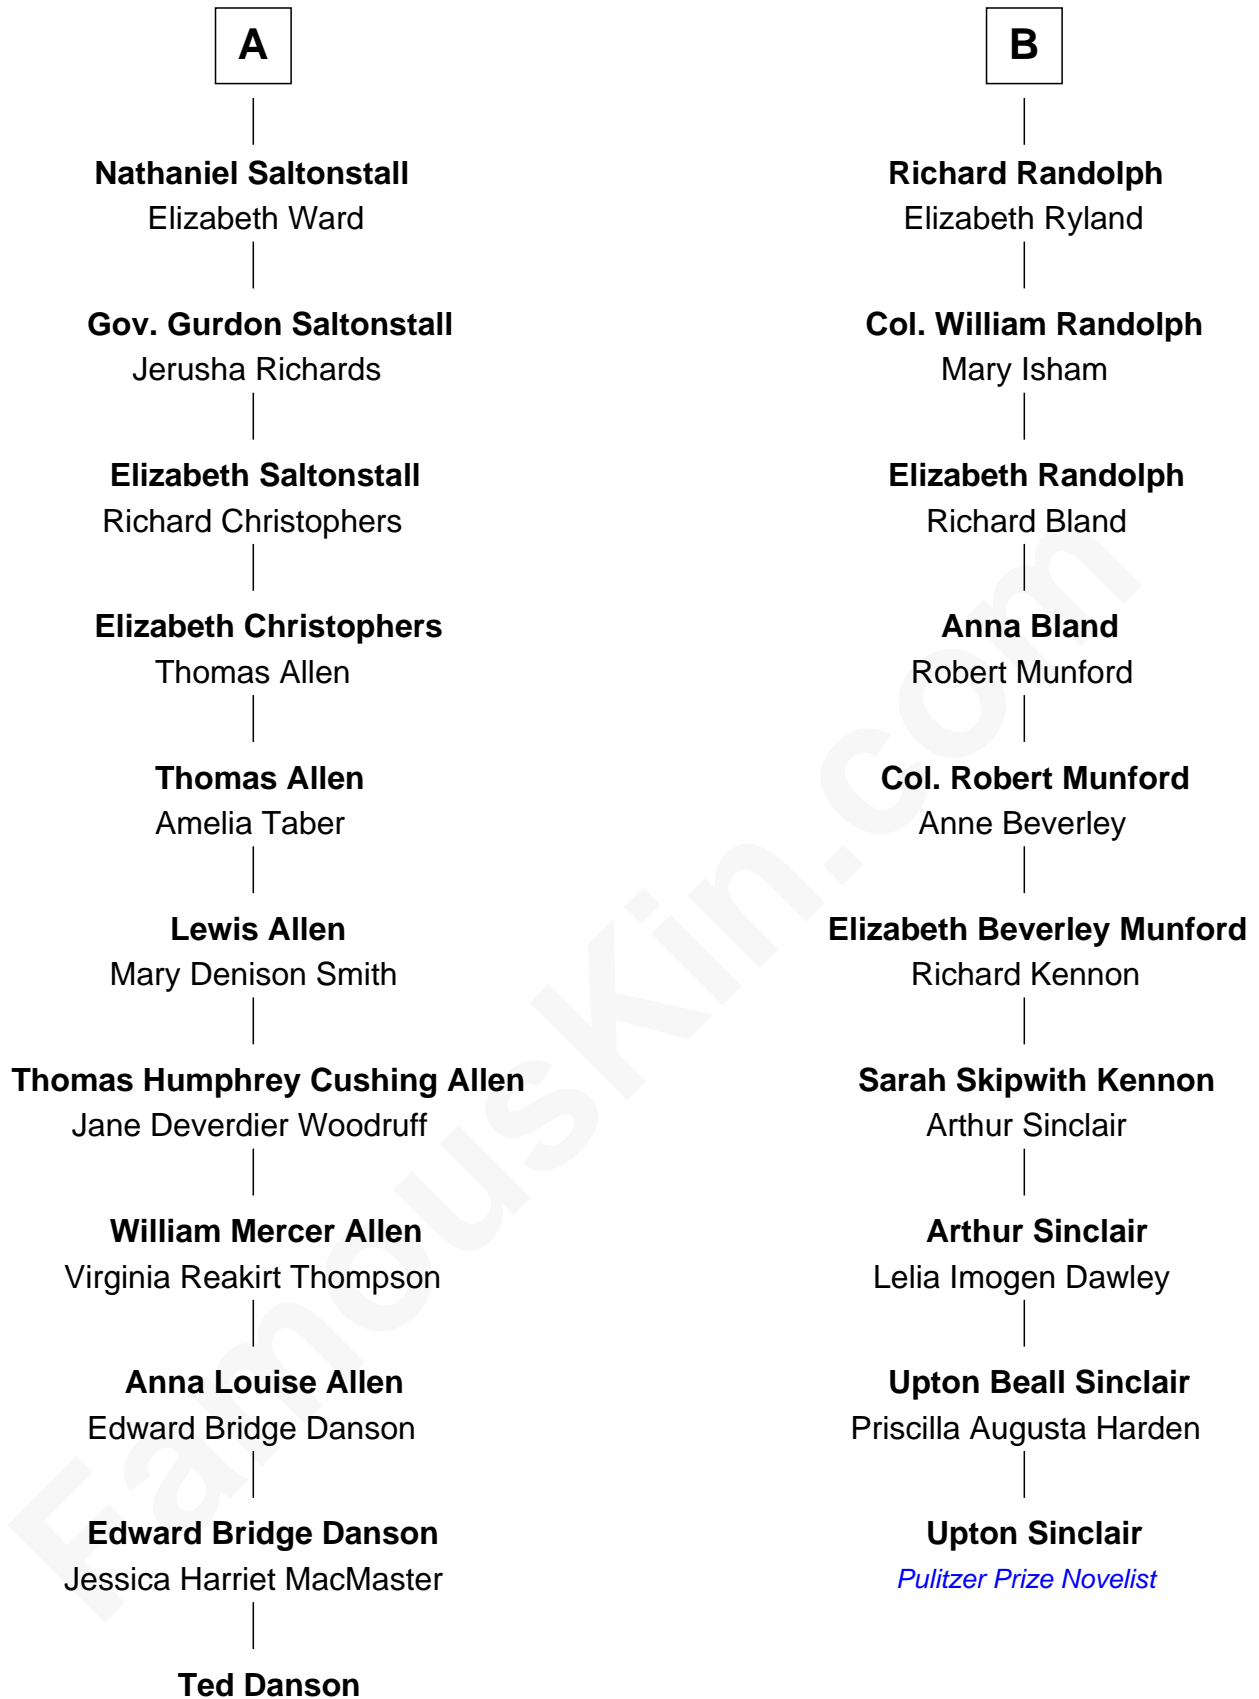 A
Nathaniel Saltonstall
Elizabeth Ward
Gov. Gurdon Saltonstall
Jerusha Richards
Elizabeth Saltonstall
Richard Christophers
Elizabeth Christophers
Thomas Allen
Thomas Allen
Amelia Taber
Lewis Allen
Mary Denison Smith
Thomas Humphrey Cushing Allen
Jane Deverdier Woodruff
William Mercer Allen
Virginia Reakirt Thompson
Anna Louise Allen
Edward Bridge Danson
Edward Bridge Danson
Jessica Harriet MacMaster
Ted Danson
B
Richard Randolph
Elizabeth Ryland
Col. William Randolph
Mary Isham
Elizabeth Randolph
Richard Bland
Anna Bland
Robert Munford
Col. Robert Munford
Anne Beverley
Elizabeth Beverley Munford
Richard Kennon
Sarah Skipwith Kennon
Arthur Sinclair
Arthur Sinclair
Lelia Imogen Dawley
Upton Beall Sinclair
Priscilla Augusta Harden
Upton Sinclair
Pulitzer Prize Novelist
FamousKin.com